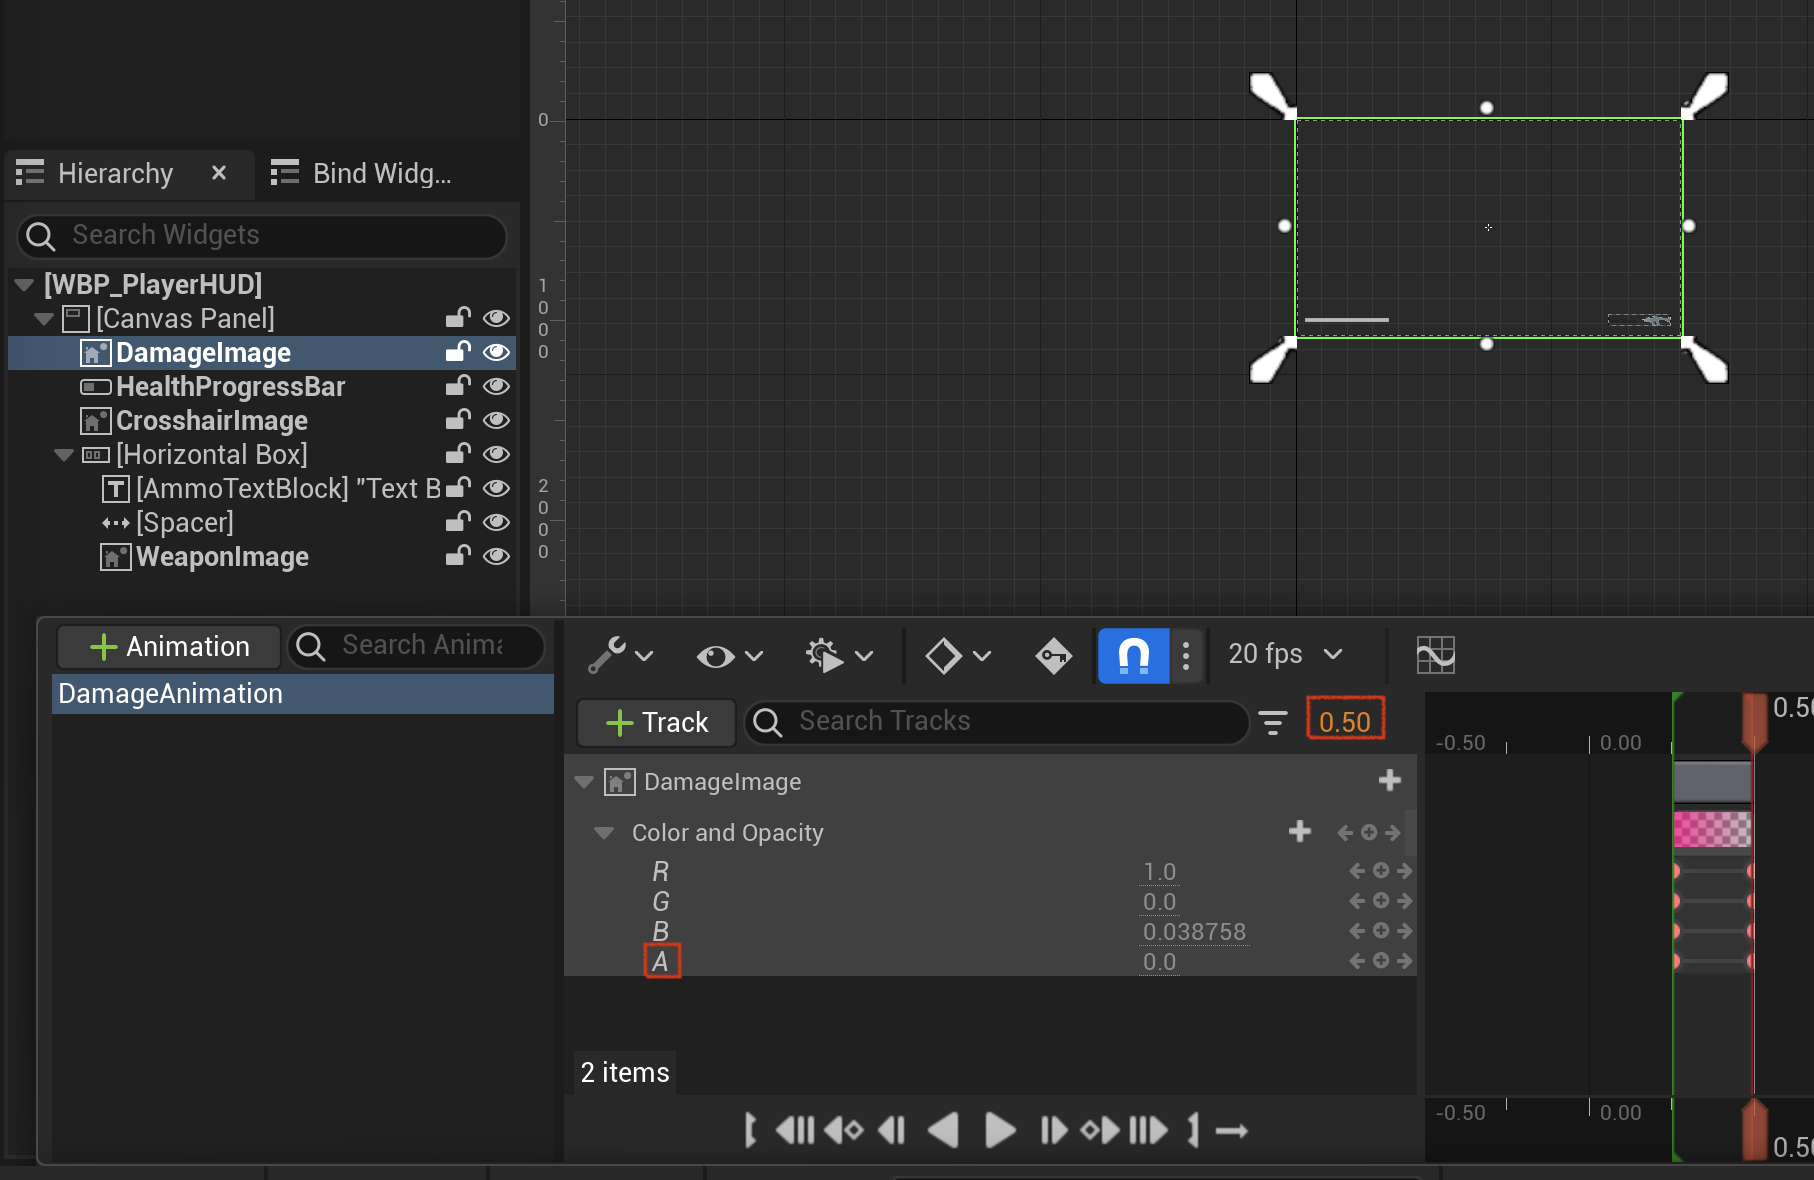 Hierarchy
Bind Widg...
Search Widgets
[WBP_PlayerHUD]
[Canvas Panel]
DamageImage
HealthProgressBar
CrosshairImage
[Horizontal Box]
[AmmoTextBlock] "Text B
[Spacer]
WeaponImage
0
1000
2000
Animation
Search Anima
DamageAnimation
20 fps
Track
Search Tracks
0.50
DamageImage
Color and Opacity
R 1.0
G 0.0
B 0.038758
A 0.0
2 items
0.50
-0.50 0.00
-0.50 0.00
0.50